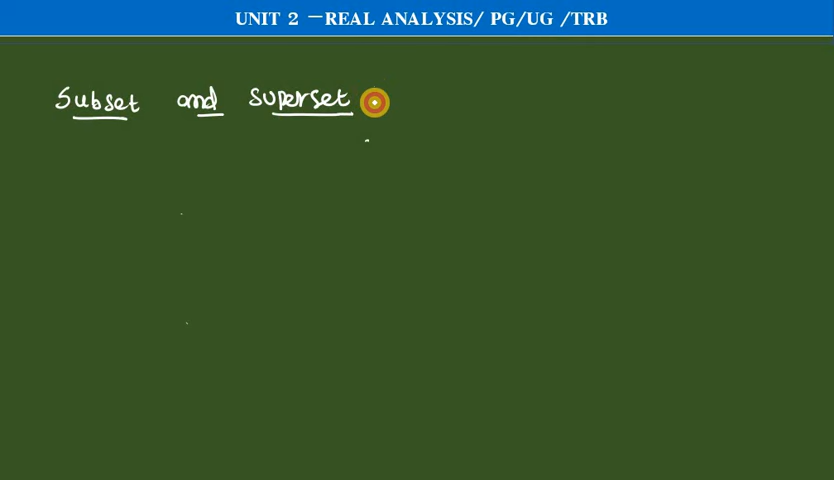 UNIT 2 —REAL ANALYSIS/ PG/UG /TRB
Subset and Superset